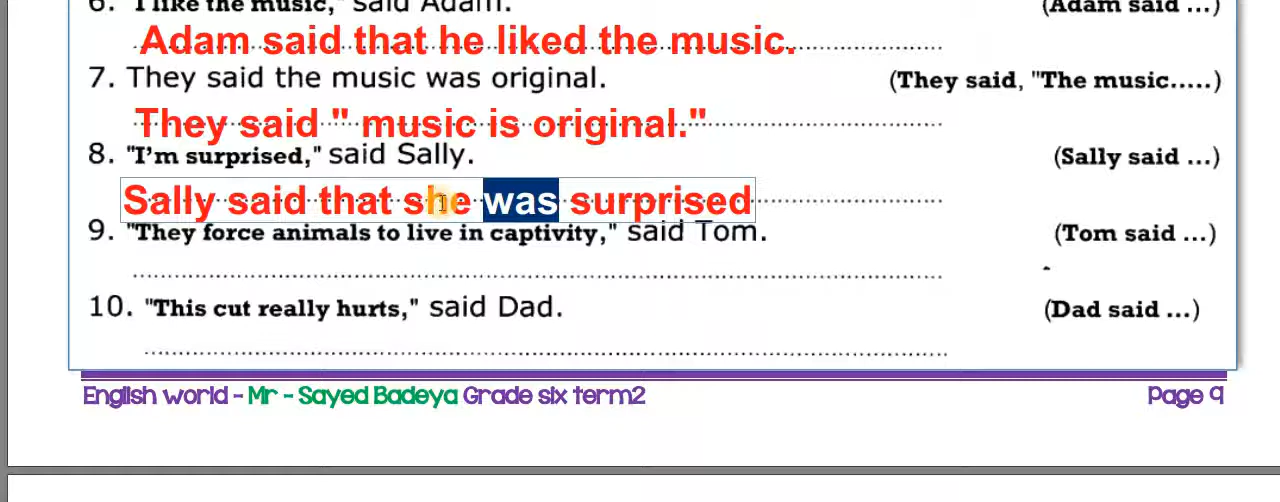 6. "I like the music," said Adam. (Adam said ...)
Adam said that he liked the music.
7. They said the music was original. (They said, "The music.....)
They said " music is original."
8. "I'm surprised," said Sally. (Sally said ...)
Sally said that she was surprised
9. "They force animals to live in captivity," said Tom. (Tom said ...)
10. "This cut really hurts," said Dad. (Dad said ...)
English world - Mr - Sayed Badeya Grade six term2 Page 9